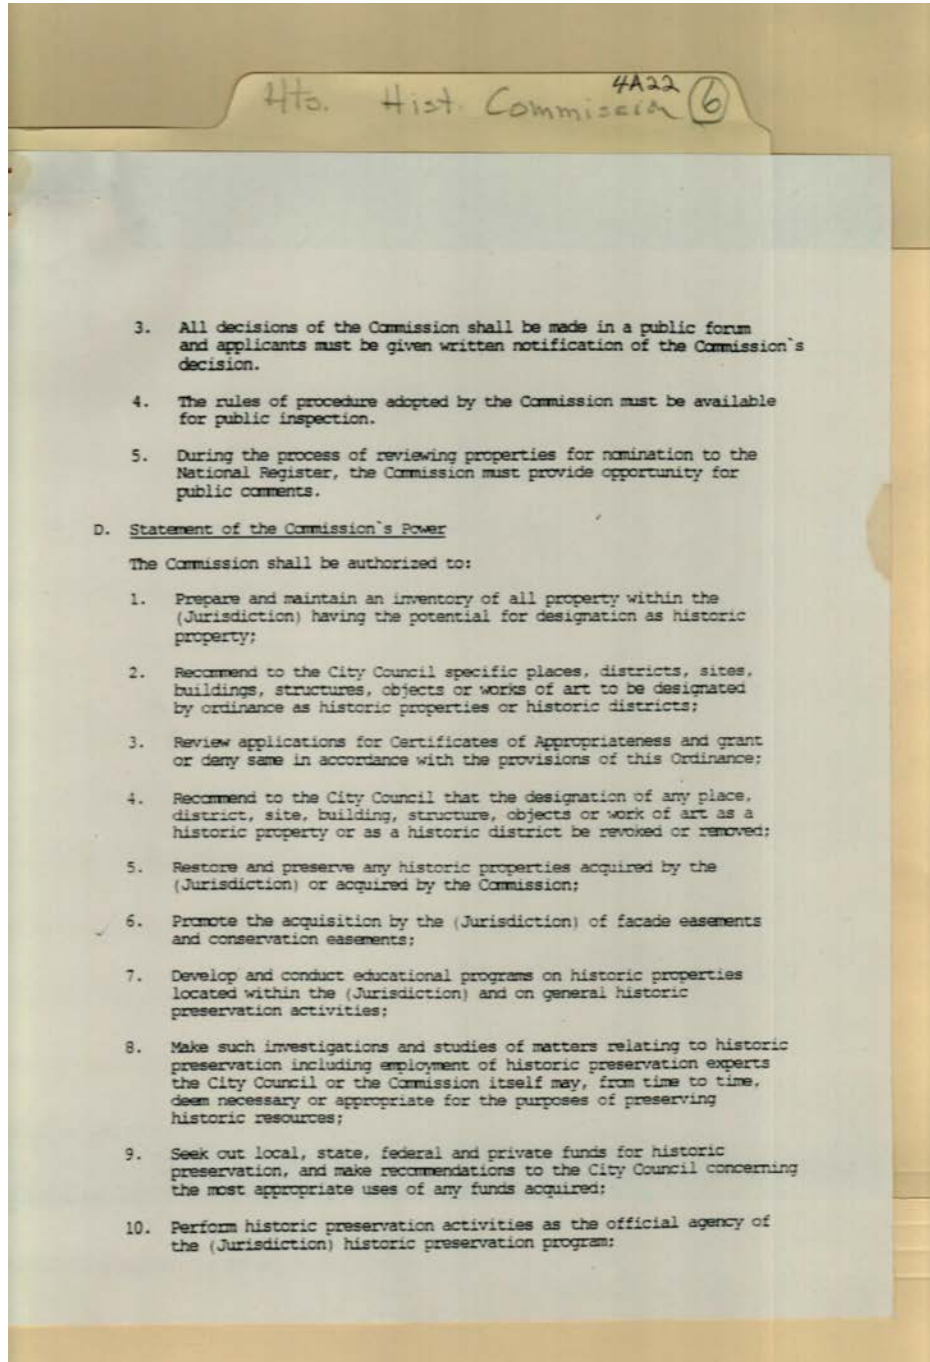 4A22
Hts. Hist. Commission 6
3. All decisions of the Commission shall be made in a public forum
and applicants must be given written notification of the Commission`s
decision.
4. The rules of procedure adopted by the Commission must be available
for public inspection.
5. During the process of reviewing properties for nomination to the
National Register, the Commission must provide opportunity for
public comments.
D. Statement of the Commission`s Power
The Commission shall be authorized to:
1. Prepare and maintain an inventory of all property within the
(Jurisdiction) having the potential for designation as historic
property;
2. Recommend to the City Council specific places, districts, sites,
buildings, structures, objects or works of art to be designated
by ordinance as historic properties or historic districts;
3. Review applications for Certificates of Appropriateness and grant
or deny same in accordance with the provisions of this Ordinance;
4. Recommend to the City Council that the designation of any place,
district, site, building, structure, objects or work of art as a
historic property or as a historic district be revoked or removed;
5. Restore and preserve any historic properties acquired by the
(Jurisdiction) or acquired by the Commission;
6. Promote the acquisition by the (Jurisdiction) of facade easements
and conservation easements;
7. Develop and conduct educational programs on historic properties
located within the (Jurisdiction) and on general historic
preservation activities;
8. Make such investigations and studies of matters relating to historic
preservation including employment of historic preservation experts
the City Council or the Commission itself may, from time to time,
deem necessary or appropriate for the purposes of preserving
historic resources;
9. Seek out local, state, federal and private funds for historic
preservation, and make recommendations to the City Council concerning
the most appropriate uses of any funds acquired;
10. Perform historic preservation activities as the official agency of
the (Jurisdiction) historic preservation program;